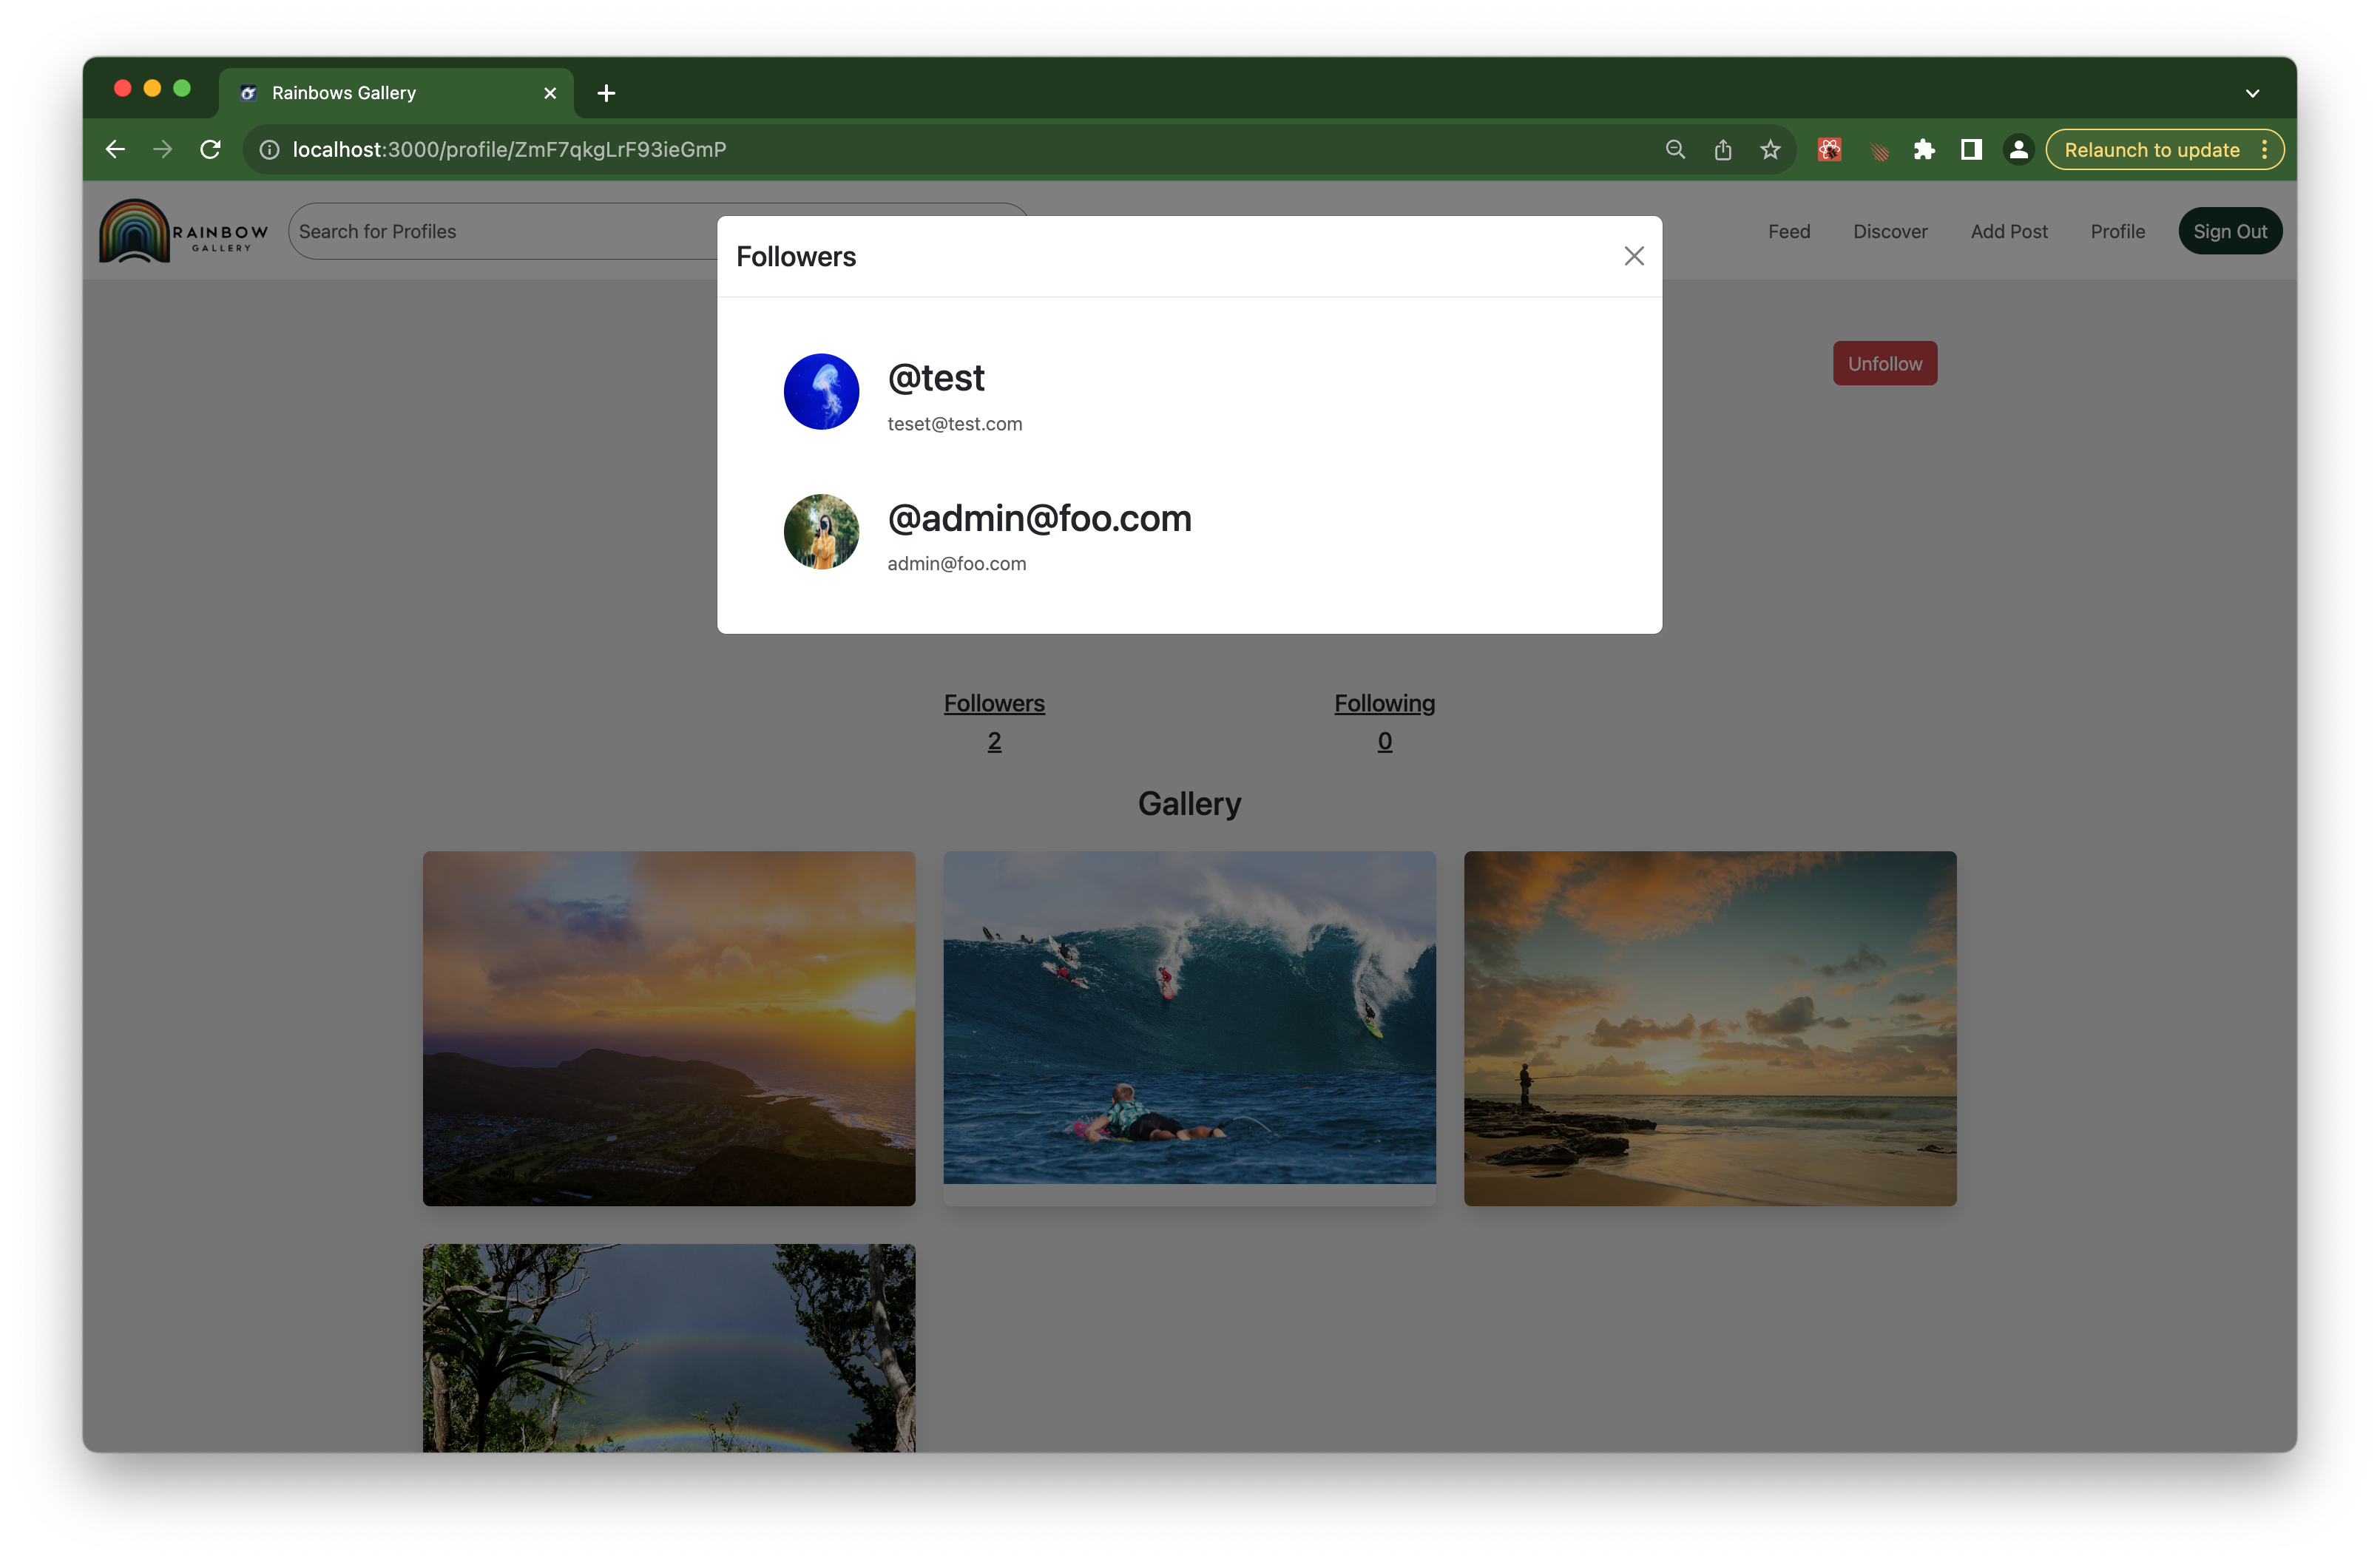 Rainbows Gallery
localhost:3000/profile/ZmF7qkgLrF93ieGmP
Relaunch to update
RAINBOW
GALLERY
Search for Profiles
Feed
Discover
Add Post
Profile
Sign Out
Followers
Unfollow
@test
teset@test.com
@admin@foo.com
admin@foo.com
Followers
Following
2
0
Gallery